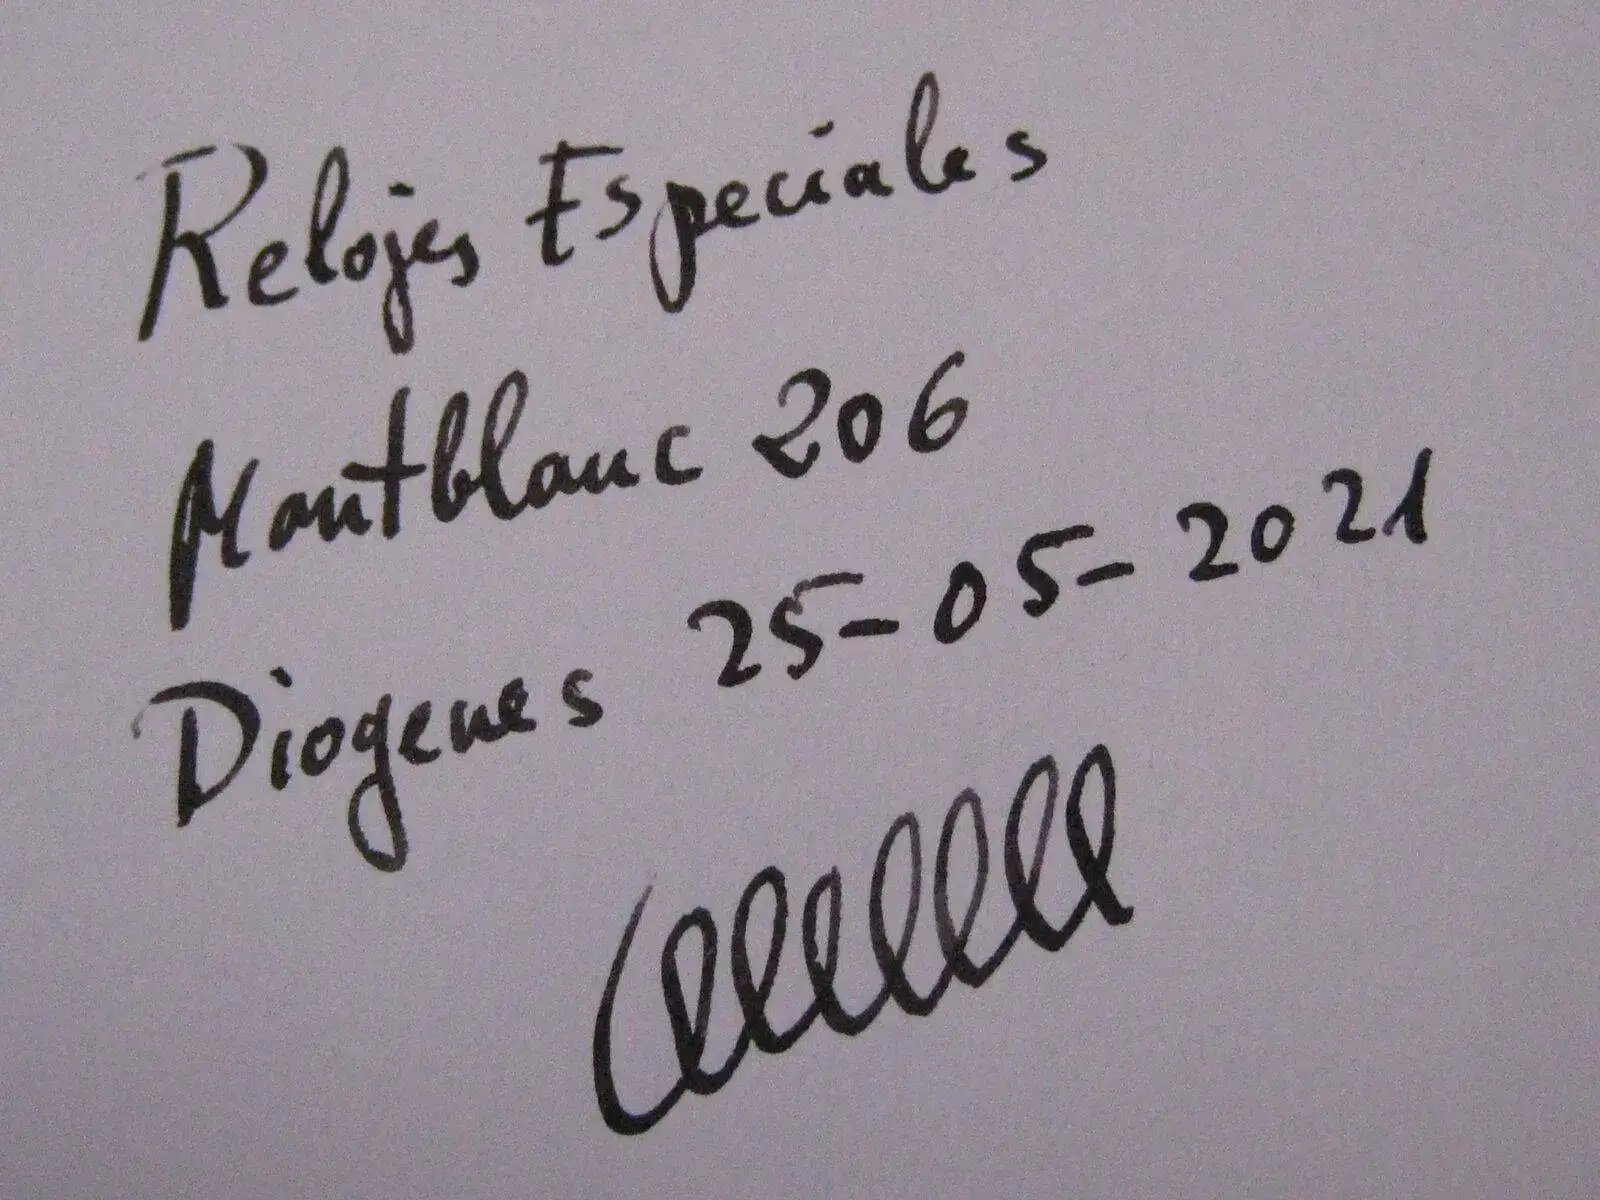 Relojes Especiales
Montblanc 206
Diogenes 25-05-2021